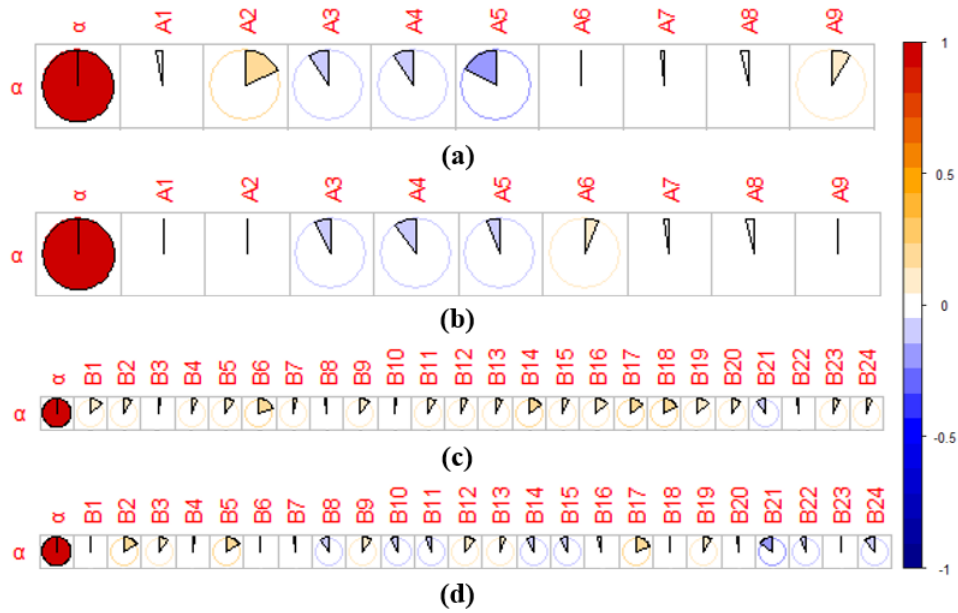 α A1 A2 A3 A4 A5 A6 A7 A8 A9
α
(a)
α A1 A2 A3 A4 A5 A6 A7 A8 A9
α
(b)
α B1 B2 B3 B4 B5 B6 B7 B8 B9 B10 B11 B12 B13 B14 B15 B16 B17 B18 B19 B20 B21 B22 B23 B24
α
(c)
α B1 B2 B3 B4 B5 B6 B7 B8 B9 B10 B11 B12 B13 B14 B15 B16 B17 B18 B19 B20 B21 B22 B23 B24
α
(d)
1
0.5
0
-0.5
-1